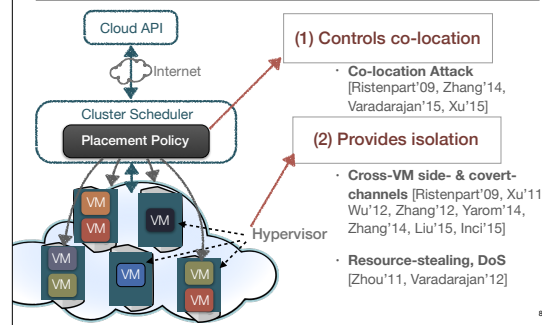 Cloud API
Internet
Cluster Scheduler
Placement Policy
VM
VM
VM
VM
VM
VM
VM
VM
Hypervisor
(1) Controls co-location
· Co-location Attack
[Ristenpart'09, Zhang'14,
Varadarajan'15, Xu'15]
(2) Provides isolation
· Cross-VM side- & covert-
channels [Ristenpart'09, Xu'11
Wu'12, Zhang'12, Yarom'14,
Zhang'14, Liu'15, Inci'15]
· Resource-stealing, DoS
[Zhou'11, Varadarajan'12]
8